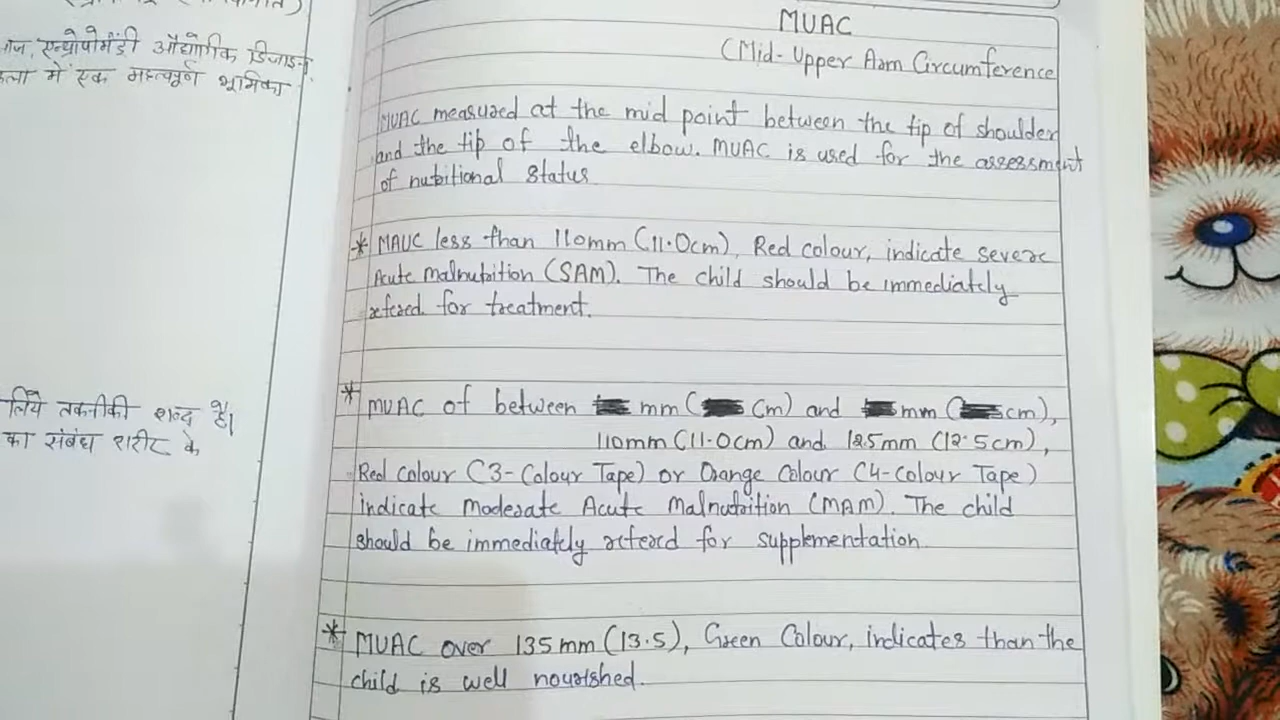 औद्योगिक डिजाइन,
में एक महत्वपूर्ण भूमिका
लिये तकनीकी शब्द है।
का संबंध शरीर के
MUAC
(Mid-Upper Arm Circumference
MUAC measured at the mid point between the tip of shoulder
and the tip of the elbow. MUAC is used for the assessment
of nutritional status
* MAUC less than 110mm (11.0cm), Red colour, indicate severe
Acute Malnutrition (SAM). The child should be immediately
refered for treatment.
* MUAC of between mm ( cm) and mm ( cm),
110mm (11.0cm) and 125mm (12.5cm),
Red colour (3-Colour Tape) or Orange Colour (4-Colour Tape)
indicate Moderate Acute Malnutrition (MAM). The child
should be immediately refered for supplementation.
* MUAC over 135mm (13.5), Green Colour, indicates than the
child is well nourished.